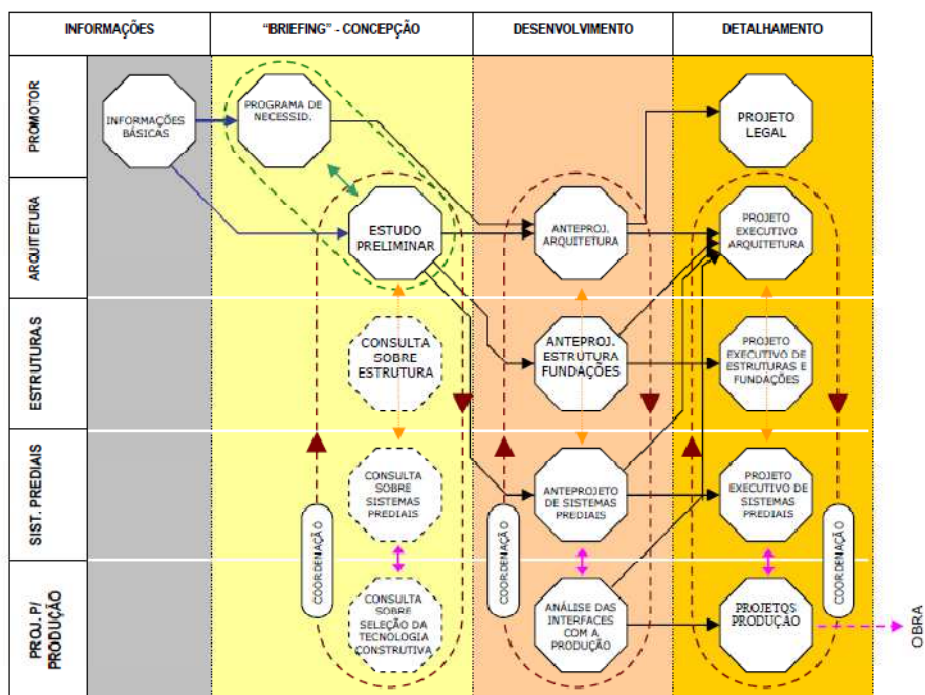 INFORMAÇÕES
"BRIEFING" - CONCEPÇÃO
DESENVOLVIMENTO
DETALHAMENTO
PROMOTOR
INFORMAÇÕES
BÁSICAS
PROGRAMA DE
NECESSID.
PROJETO
LEGAL
ARQUITETURA
ESTUDO
PRELIMINAR
ANTEPROJ.
ARQUITETURA
PROJETO
EXECUTIVO
ARQUITETURA
ESTRUTURAS
CONSULTA
SOBRE
ESTRUTURA
ANTEPROJ.
ESTRUTURA
FUNDAÇÕES
PROJETO
EXECUTIVO DE
ESTRUTURAS E
FUNDAÇÕES
SIST. PREDIAIS
CONSULTA
SOBRE
SISTEMAS
PREDIAIS
ANTEPROJETO
DE SISTEMAS
PREDIAIS
PROJETO
EXECUTIVO DE
SISTEMAS
PREDIAIS
COORDENAÇÃO
COORDENAÇÃO
COORDENAÇÃO
PROJ. P/
PRODUÇÃO
CONSULTA
SOBRE
SELEÇÃO DA
TECNOLOGIA
CONSTRUTIVA
ANÁLISE DAS
INTERFACES
COM A
PRODUÇÃO
PROJETOS
PRODUÇÃO
OBRA